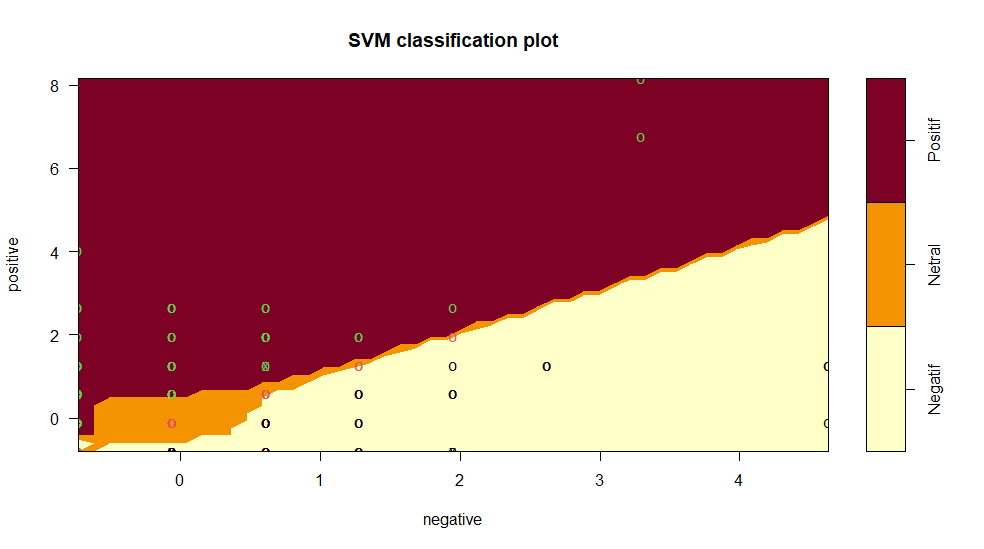 SVM classification plot
8
6
4
2
0
positive
0 1 2 3 4
negative
Positif
Netral
Negatif